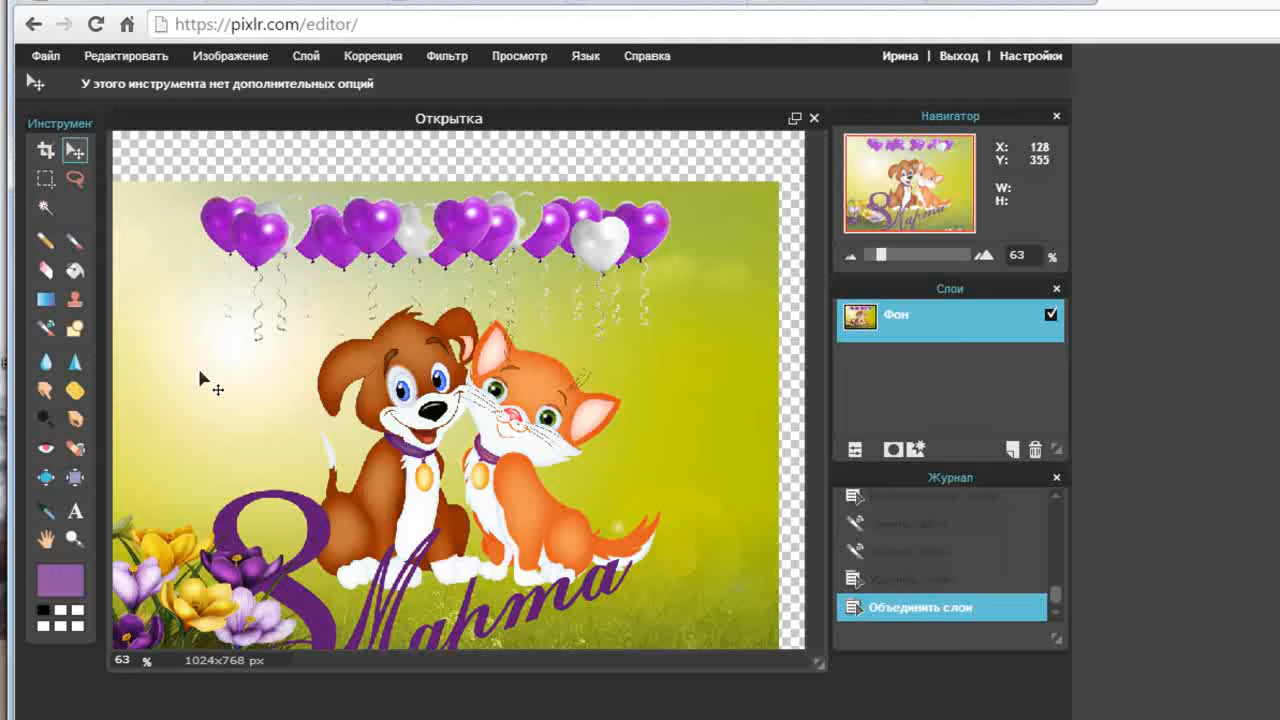 https://pixlr.com/editor/
Файл Редактировать Изображение Слой Коррекция Фильтр Просмотр Язык Справка Ирина | Выход | Настройки
У этого инструмента нет дополнительных опций
Инструмен
Открытка
Навигатор
X: 128
Y: 355
W:
H:
63 %
Слои
Фон
Журнал
Объединить слои
8 Марта
63 % 1024x768 px